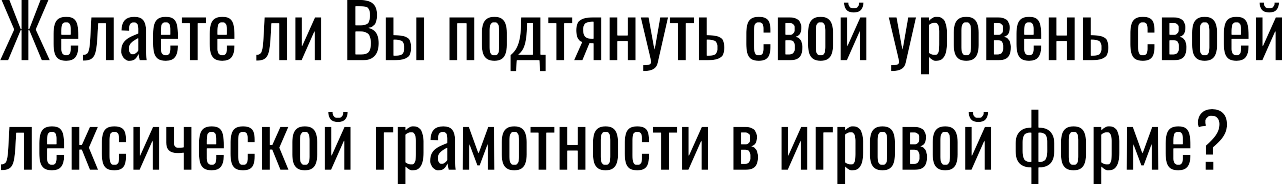 Желаете ли Вы подтянуть свой уровень своей
лексической грамотности в игровой форме?